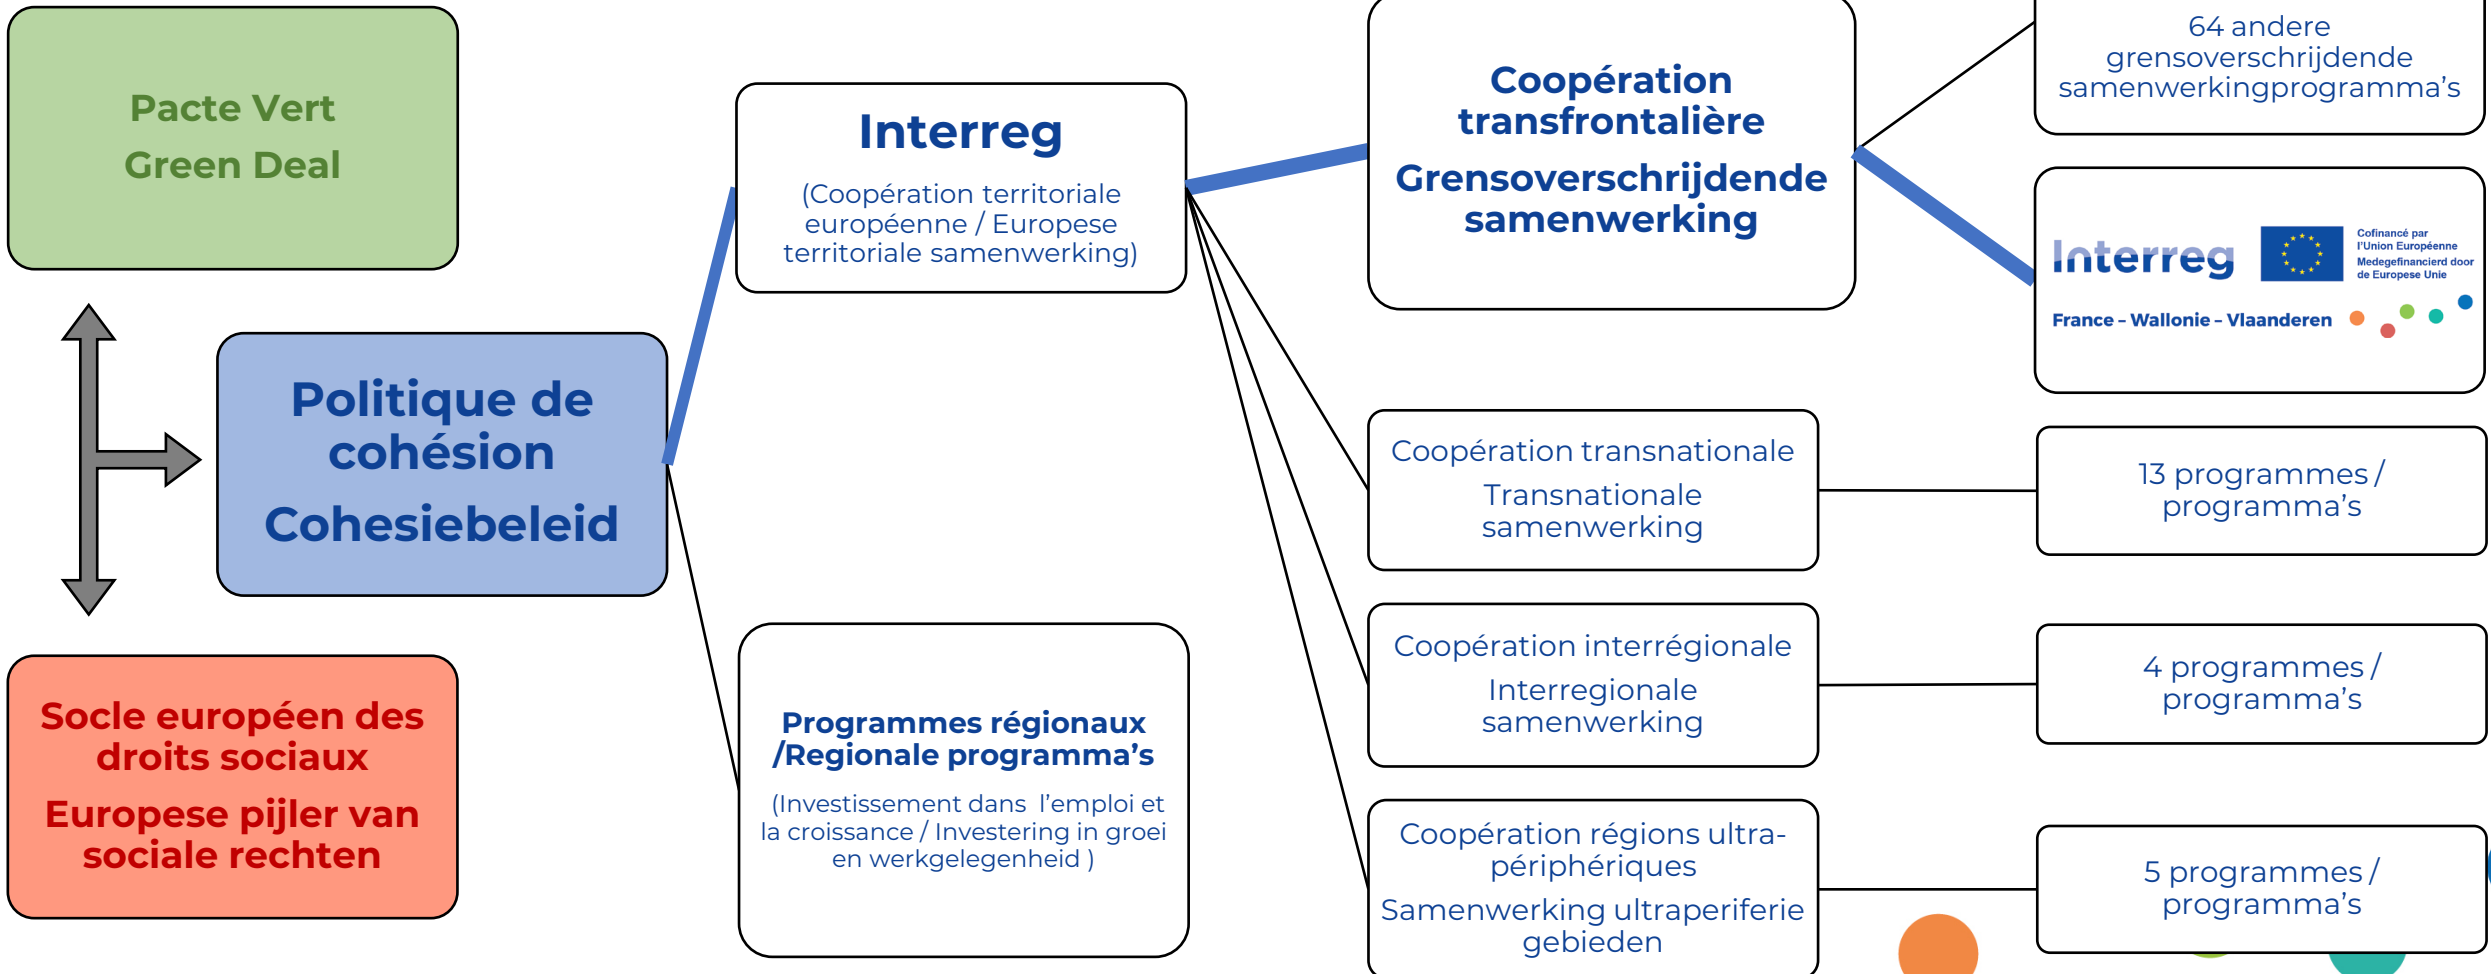 Pacte Vert
Green Deal
Politique de
cohésion
Cohesiebeleid
Socle européen des
droits sociaux
Europese pijler van
sociale rechten
Interreg
(Coopération territoriale
européenne / Europese
territoriale samenwerking)
Programmes régionaux
/Regionale programma's
(Investissement dans l'emploi et
la croissance / Investering in groei
en werkgelegenheid )
Coopération
transfrontalière
Grensoverschrijdende
samenwerking
Coopération transnationale
Transnationale
samenwerking
Coopération interrégionale
Interregionale
samenwerking
Coopération régions ultra-
périphériques
Samenwerking ultraperiferie
gebieden
64 andere
grensoverschrijdende
samenwerkingprogramma's
Interreg
Cofinancé par
l'Union Européenne
Medegefinancierd door
de Europese Unie
France – Wallonie – Vlaanderen
13 programmes /
programma's
4 programmes /
programma's
5 programmes /
programma's